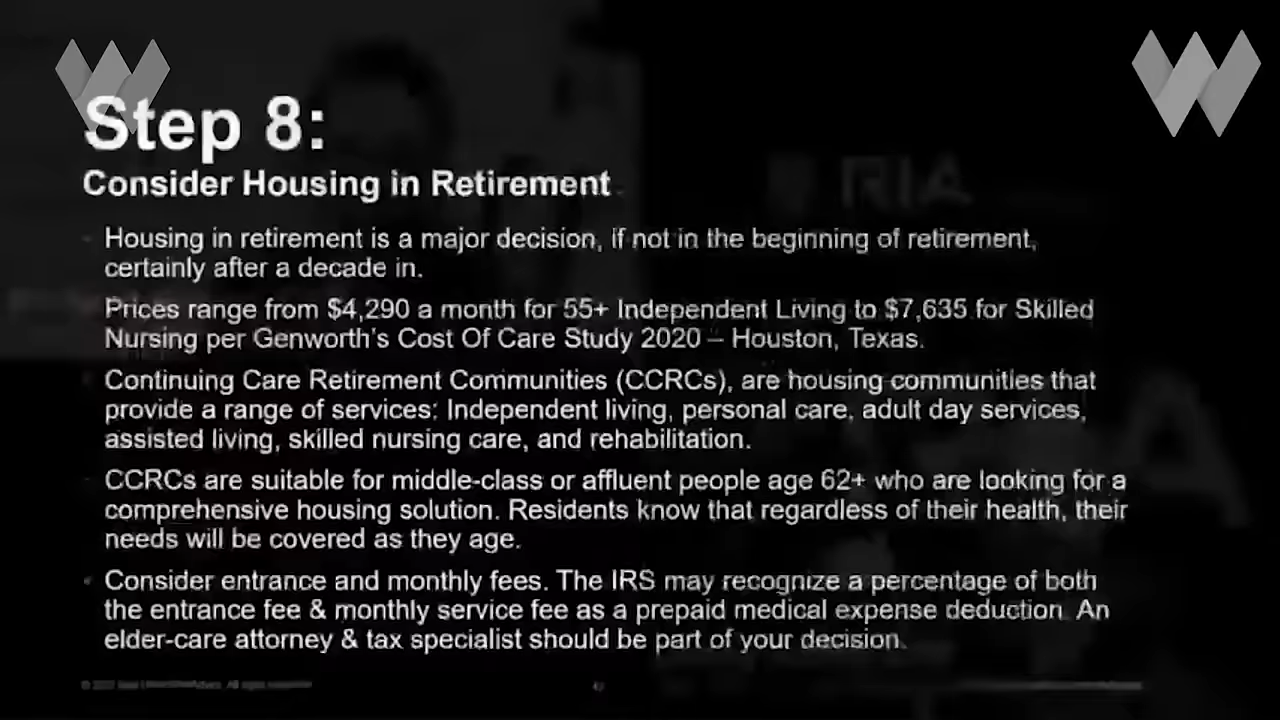 Step 8:
Consider Housing in Retirement
RIA
Housing in retirement is a major decision, if not in the beginning of retirement,
certainly after a decade in.
Prices range from $4,290 a month for 55+ Independent Living to $7,635 for Skilled
Nursing per Genworth's Cost Of Care Study 2020 – Houston, Texas.
Continuing Care Retirement Communities (CCRCs), are housing communities that
provide a range of services: Independent living, personal care, adult day services,
assisted living, skilled nursing care, and rehabilitation.
CCRCs are suitable for middle-class or affluent people age 62+ who are looking for a
comprehensive housing solution. Residents know that regardless of their health, their
needs will be covered as they age.
Consider entrance and monthly fees. The IRS may recognize a percentage of both
the entrance fee & monthly service fee as a prepaid medical expense deduction. An
elder-care attorney & tax specialist should be part of your decision.
All rights reserved